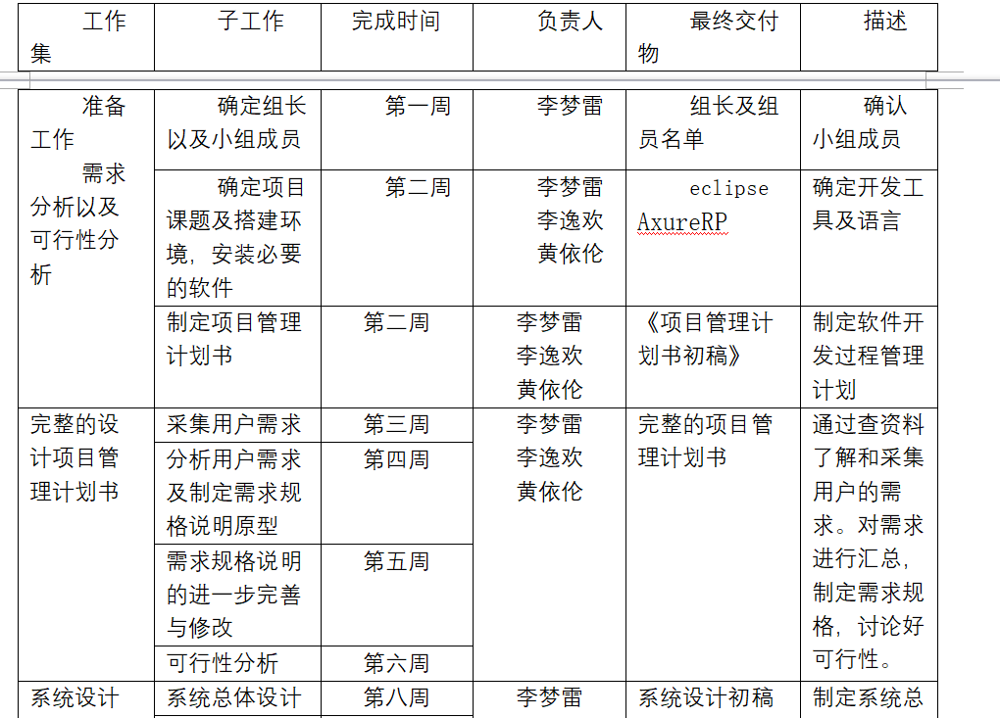 工作集
子工作
完成时间
负责人
最终交付物
描述
准备工作
需求分析以及可行性分析
确定组长以及小组成员
第一周
李梦雷
组长及组员名单
确认小组成员
确定项目课题及搭建环境，安装必要的软件
第二周
李梦雷
李逸欢
黄依伦
eclipse
AxureRP
确定开发工具及语言
制定项目管理计划书
第二周
李梦雷
李逸欢
黄依伦
《项目管理计划书初稿》
制定软件开发过程管理计划
完整的设计项目管理计划书
采集用户需求
第三周
李梦雷
李逸欢
黄依伦
完整的项目管理计划书
通过查资料了解和采集用户的需求。对需求进行汇总，制定需求规格，讨论好可行性。
分析用户需求及制定需求规格说明原型
第四周
需求规格说明的进一步完善与修改
第五周
可行性分析
第六周
系统设计
系统总体设计
第八周
李梦雷
系统设计初稿
制定系统总